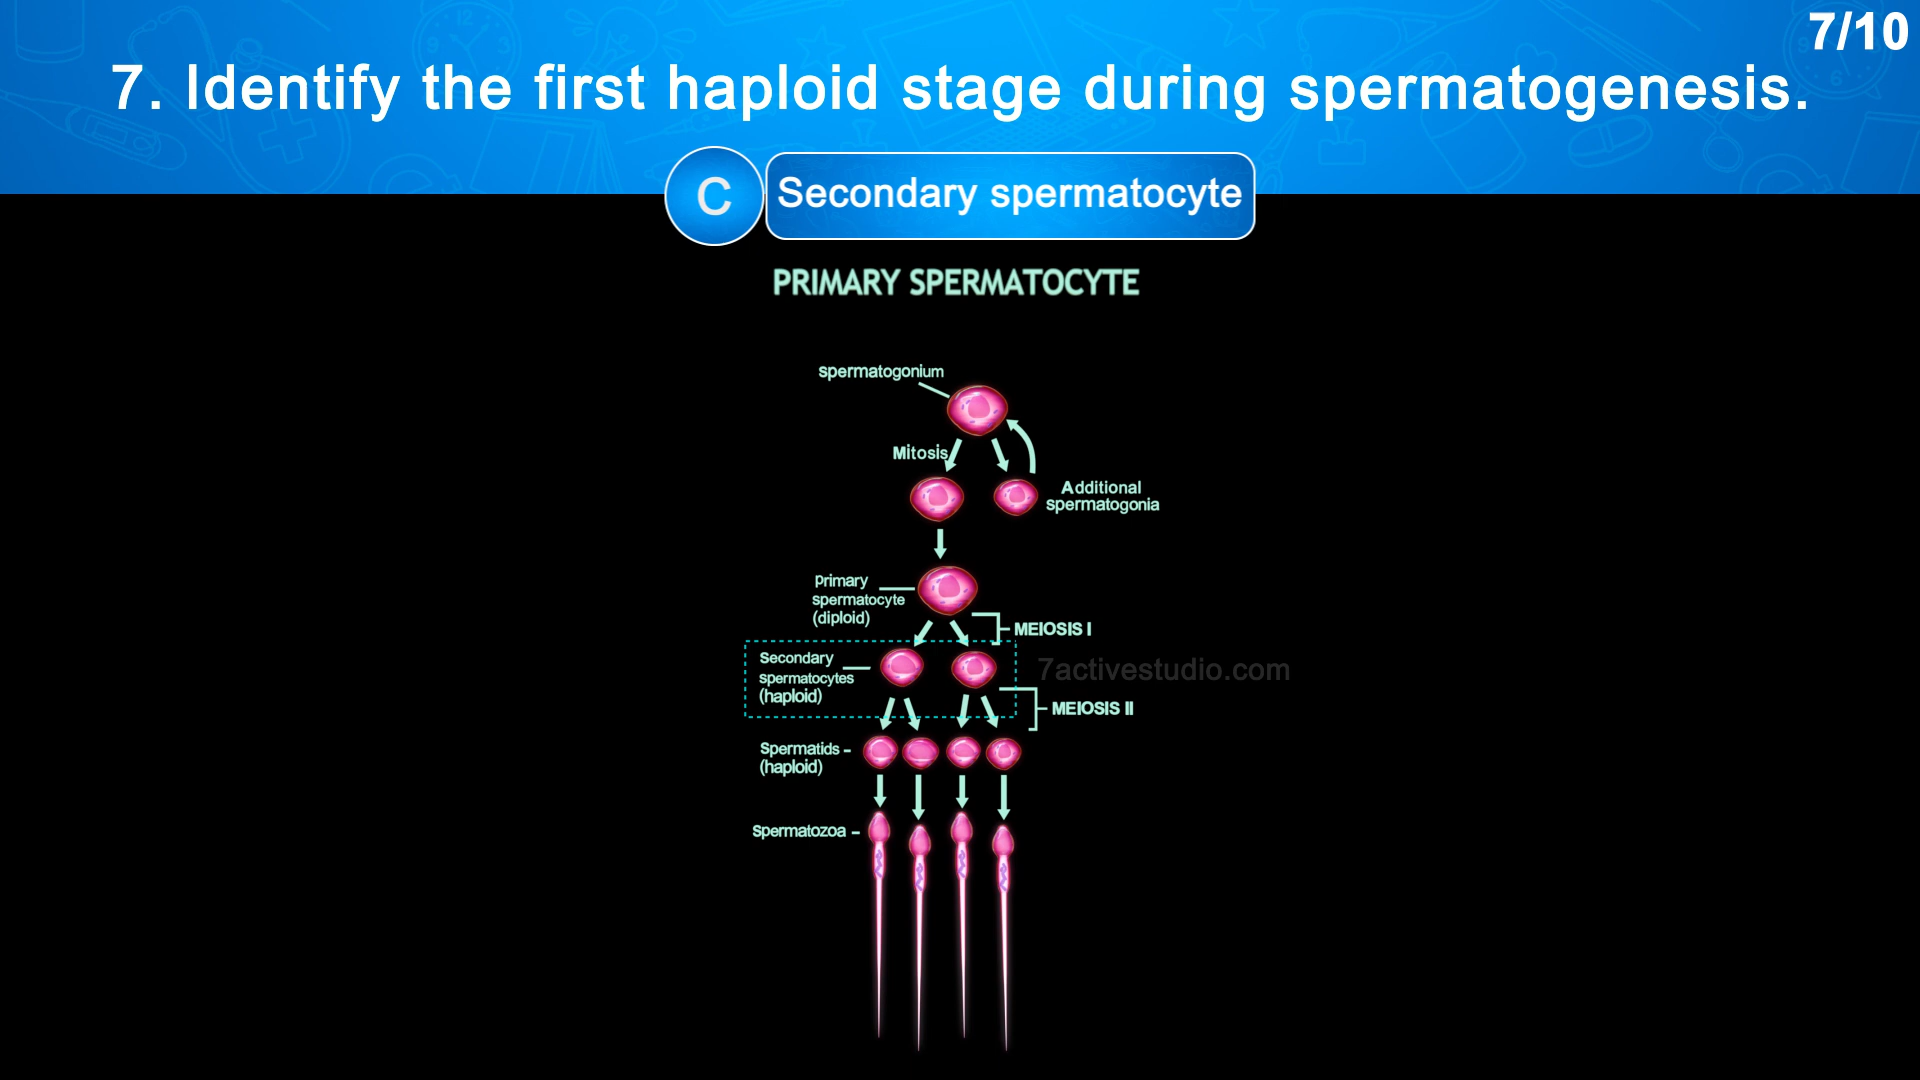 7/10
7. Identify the first haploid stage during spermatogenesis.
C
Secondary spermatocyte
PRIMARY SPERMATOCYTE
spermatogonium
Mitosis
Additional
spermatogonia
primary
spermatocyte
(diploid)
MEIOSIS I
Secondary
spermatocytes
(haploid)
7activestudio.com
MEIOSIS II
Spermatids
(haploid)
Spermatozoa